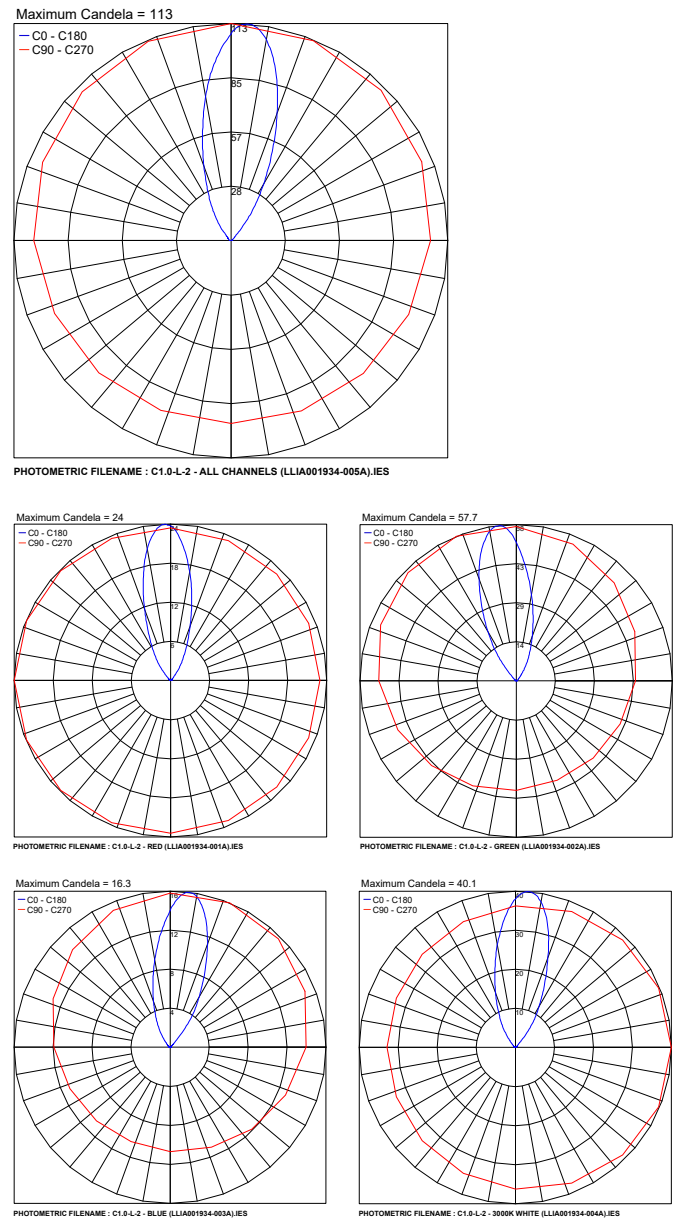 Maximum Candela = 113
C0 - C180
C90 - C270
113
85
57
28
PHOTOMETRIC FILENAME : C1.0-L-2 - ALL CHANNELS (LLIA001934-005A).IES
Maximum Candela = 24
C0 - C180
C90 - C270
24
18
12
6
PHOTOMETRIC FILENAME : C1.0-L-2 - RED (LLIA001934-001A).IES
Maximum Candela = 57.7
C0 - C180
C90 - C270
58
43
29
14
PHOTOMETRIC FILENAME : C1.0-L-2 - GREEN (LLIA001934-002A).IES
Maximum Candela = 16.3
C0 - C180
C90 - C270
16
12
8
4
PHOTOMETRIC FILENAME : C1.0-L-2 - BLUE (LLIA001934-003A).IES
Maximum Candela = 40.1
C0 - C180
C90 - C270
40
30
20
10
PHOTOMETRIC FILENAME : C1.0-L-2 - 3000K WHITE (LLIA001934-004A).IES